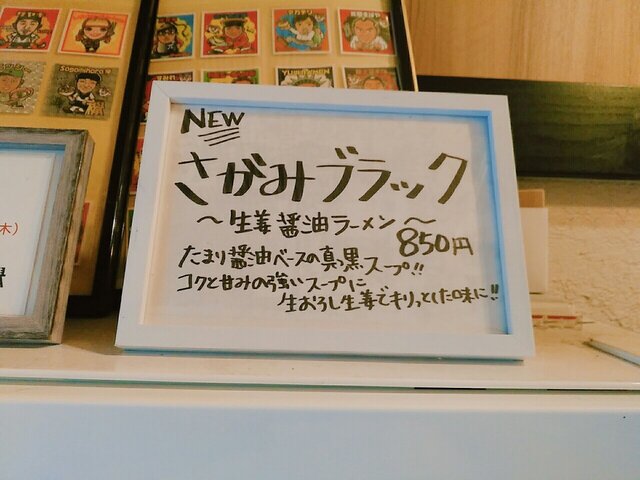 NEW
さがみブラック
～生姜醤油ラーメン～
850円
たまり醤油ベースの真っ黒スープ!!
コクと甘みの強いスープに
生おろし生姜でキリっとした味に!!
木)